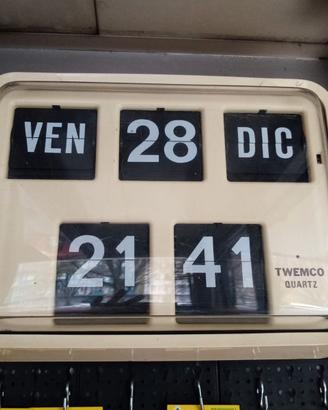 VEN 28 DIC
21 41
TWEMCO
QUARTZ